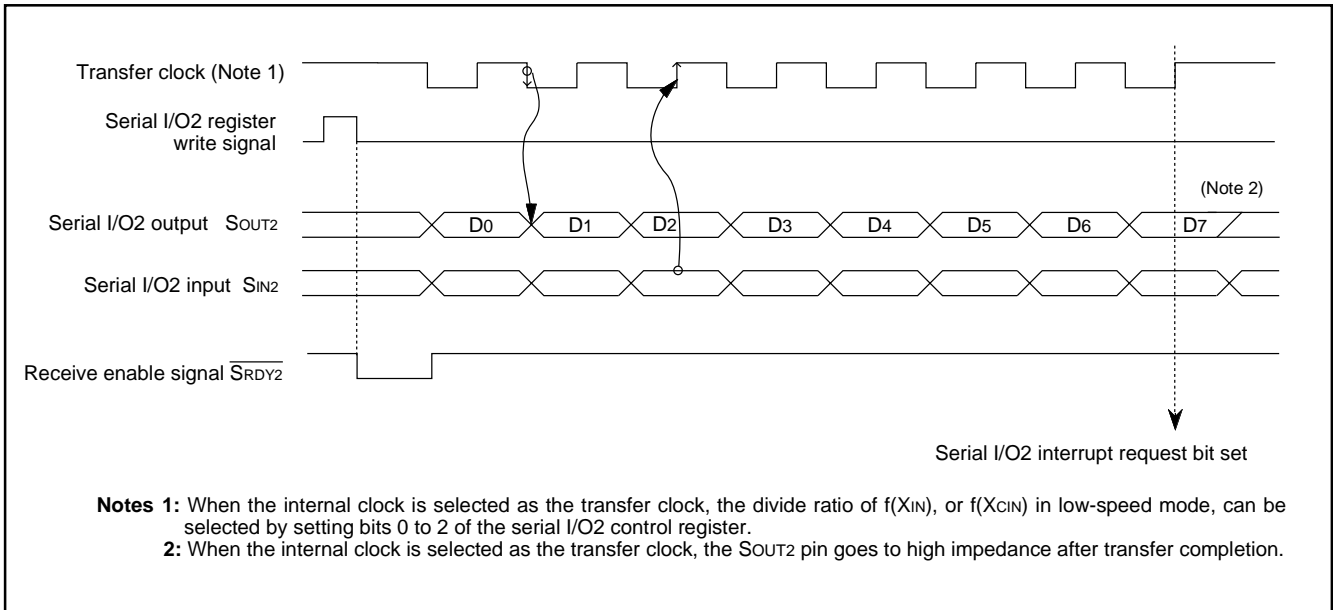 Transfer clock (Note 1)
Serial I/O2 register
write signal
(Note 2)
Serial I/O2 output SOUT2
D0 D1 D2 D3 D4 D5 D6 D7
Serial I/O2 input SIN2
Receive enable signal SRDY2
Serial I/O2 interrupt request bit set
Notes 1: When the internal clock is selected as the transfer clock, the divide ratio of f(XIN), or f(XCIN) in low-speed mode, can be
selected by setting bits 0 to 2 of the serial I/O2 control register.
2: When the internal clock is selected as the transfer clock, the SOUT2 pin goes to high impedance after transfer completion.